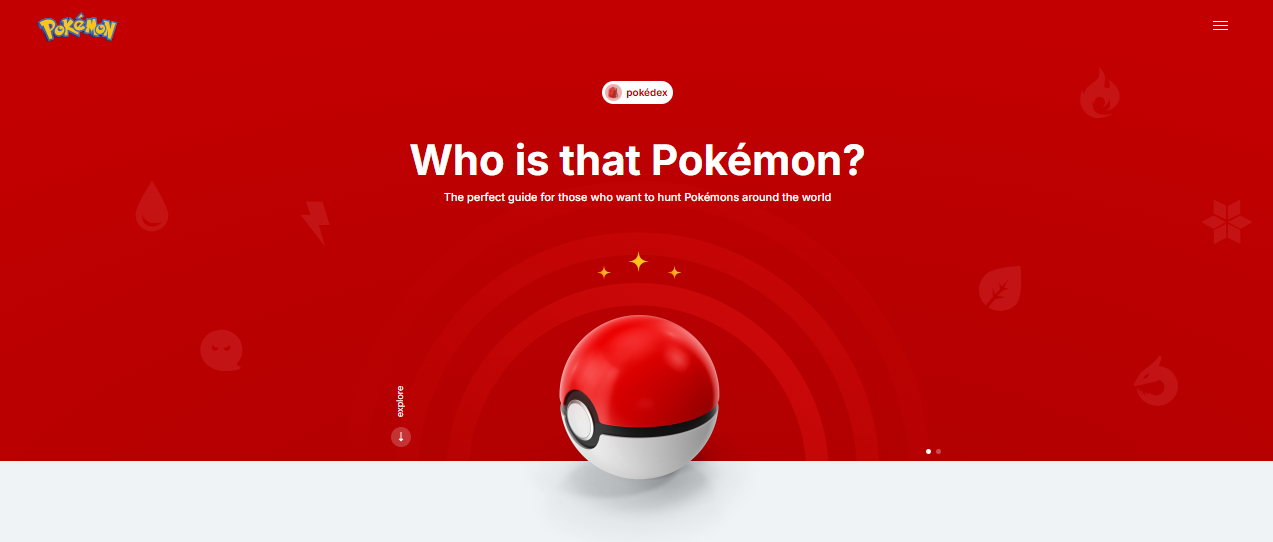 POKéMON
pokédex
Who is that Pokémon?
The perfect guide for those who want to hunt Pokémons around the world
explore